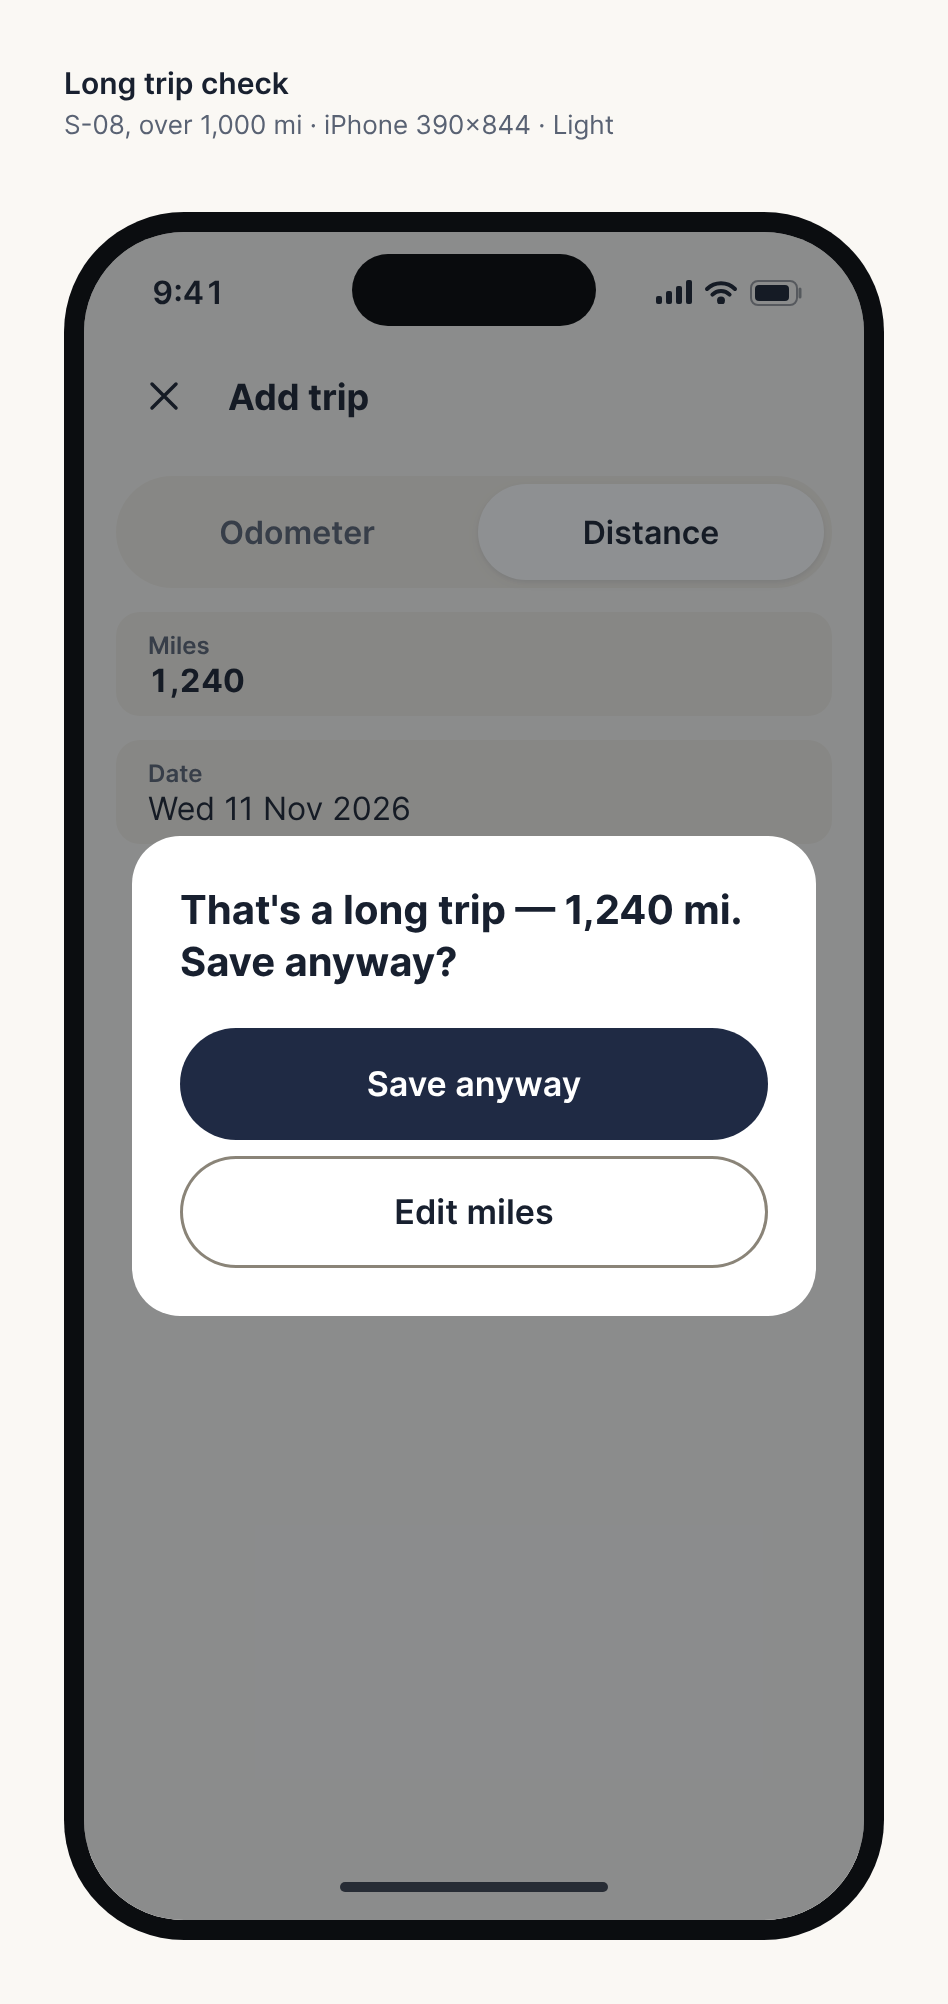 Long trip check
S-08, over 1,000 mi · iPhone 390×844 · Light
9:41
Add trip
Odometer
Distance
Miles
1,240
Date
Wed 11 Nov 2026
That's a long trip — 1,240 mi.
Save anyway?
Save anyway
Edit miles